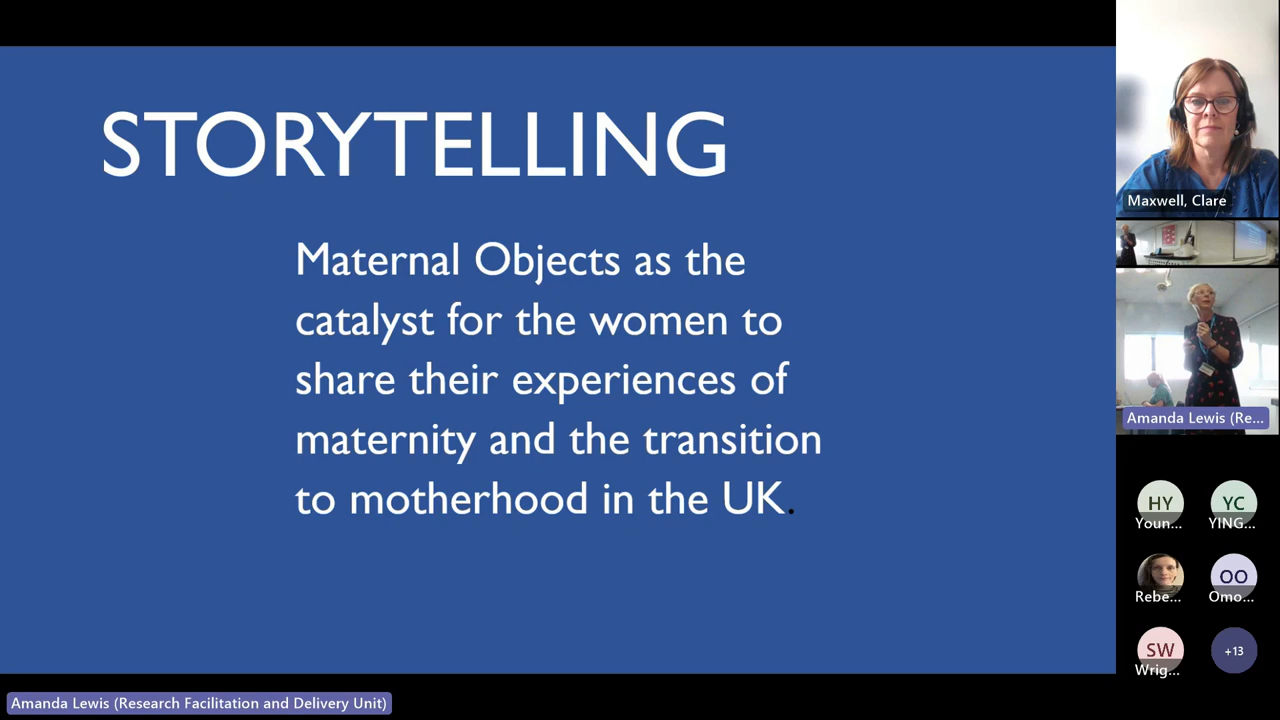 STORYTELLING
Maternal Objects as the
catalyst for the women to
share their experiences of
maternity and the transition
to motherhood in the UK.
Maxwell, Clare
Amanda Lewis (Re...
HY
YC
Youn...
YING...
OO
Rebe...
Omo...
SW
+13
Wrig...
Amanda Lewis (Research Facilitation and Delivery Unit)